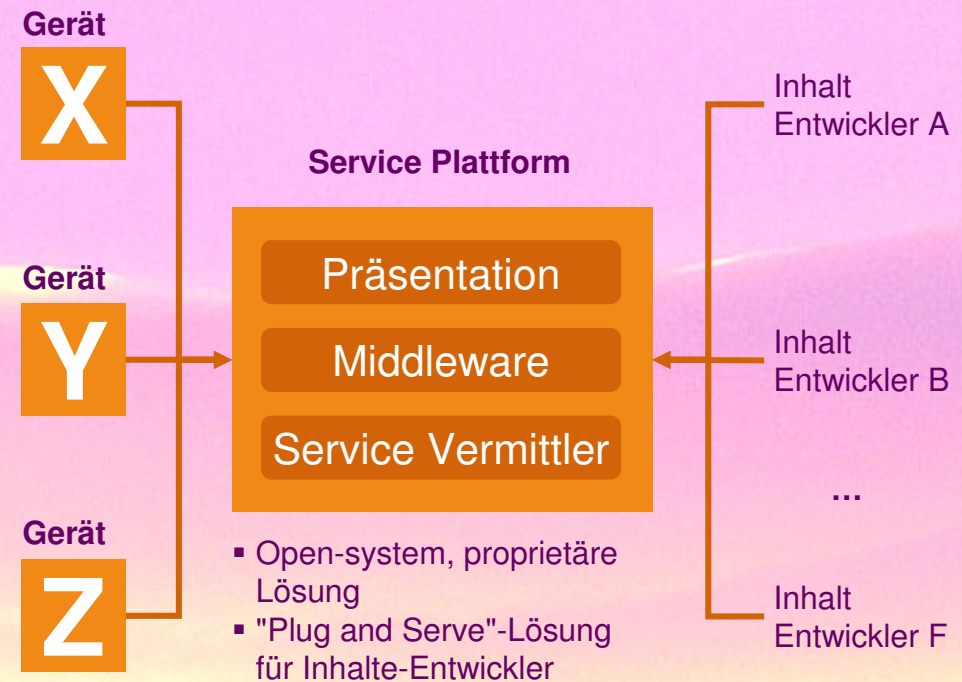 Gerät
X
Gerät
Y
Gerät
Z
Service Plattform
Präsentation
Middleware
Service Vermittler
▪ Open-system, proprietäre
Lösung
▪ "Plug and Serve"-Lösung
für Inhalte-Entwickler
Inhalt
Entwickler A
Inhalt
Entwickler B
...
Inhalt
Entwickler F